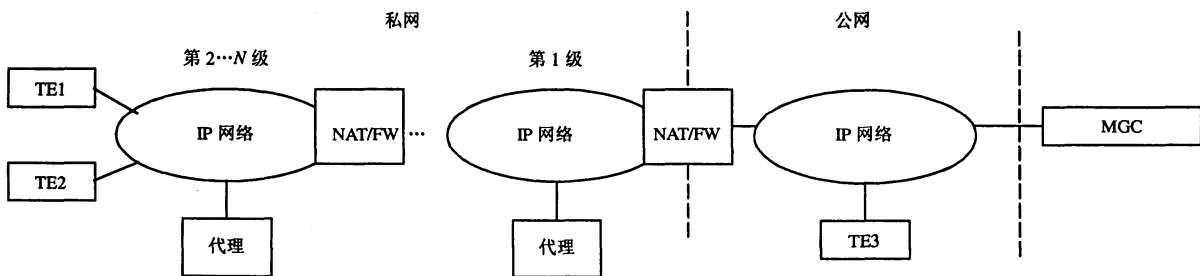 私网
公网
第 2…N 级
第 1 级
TE1
IP 网络
NAT/FW
…
IP 网络
NAT/FW
IP 网络
MGC
TE2
代理
代理
TE3